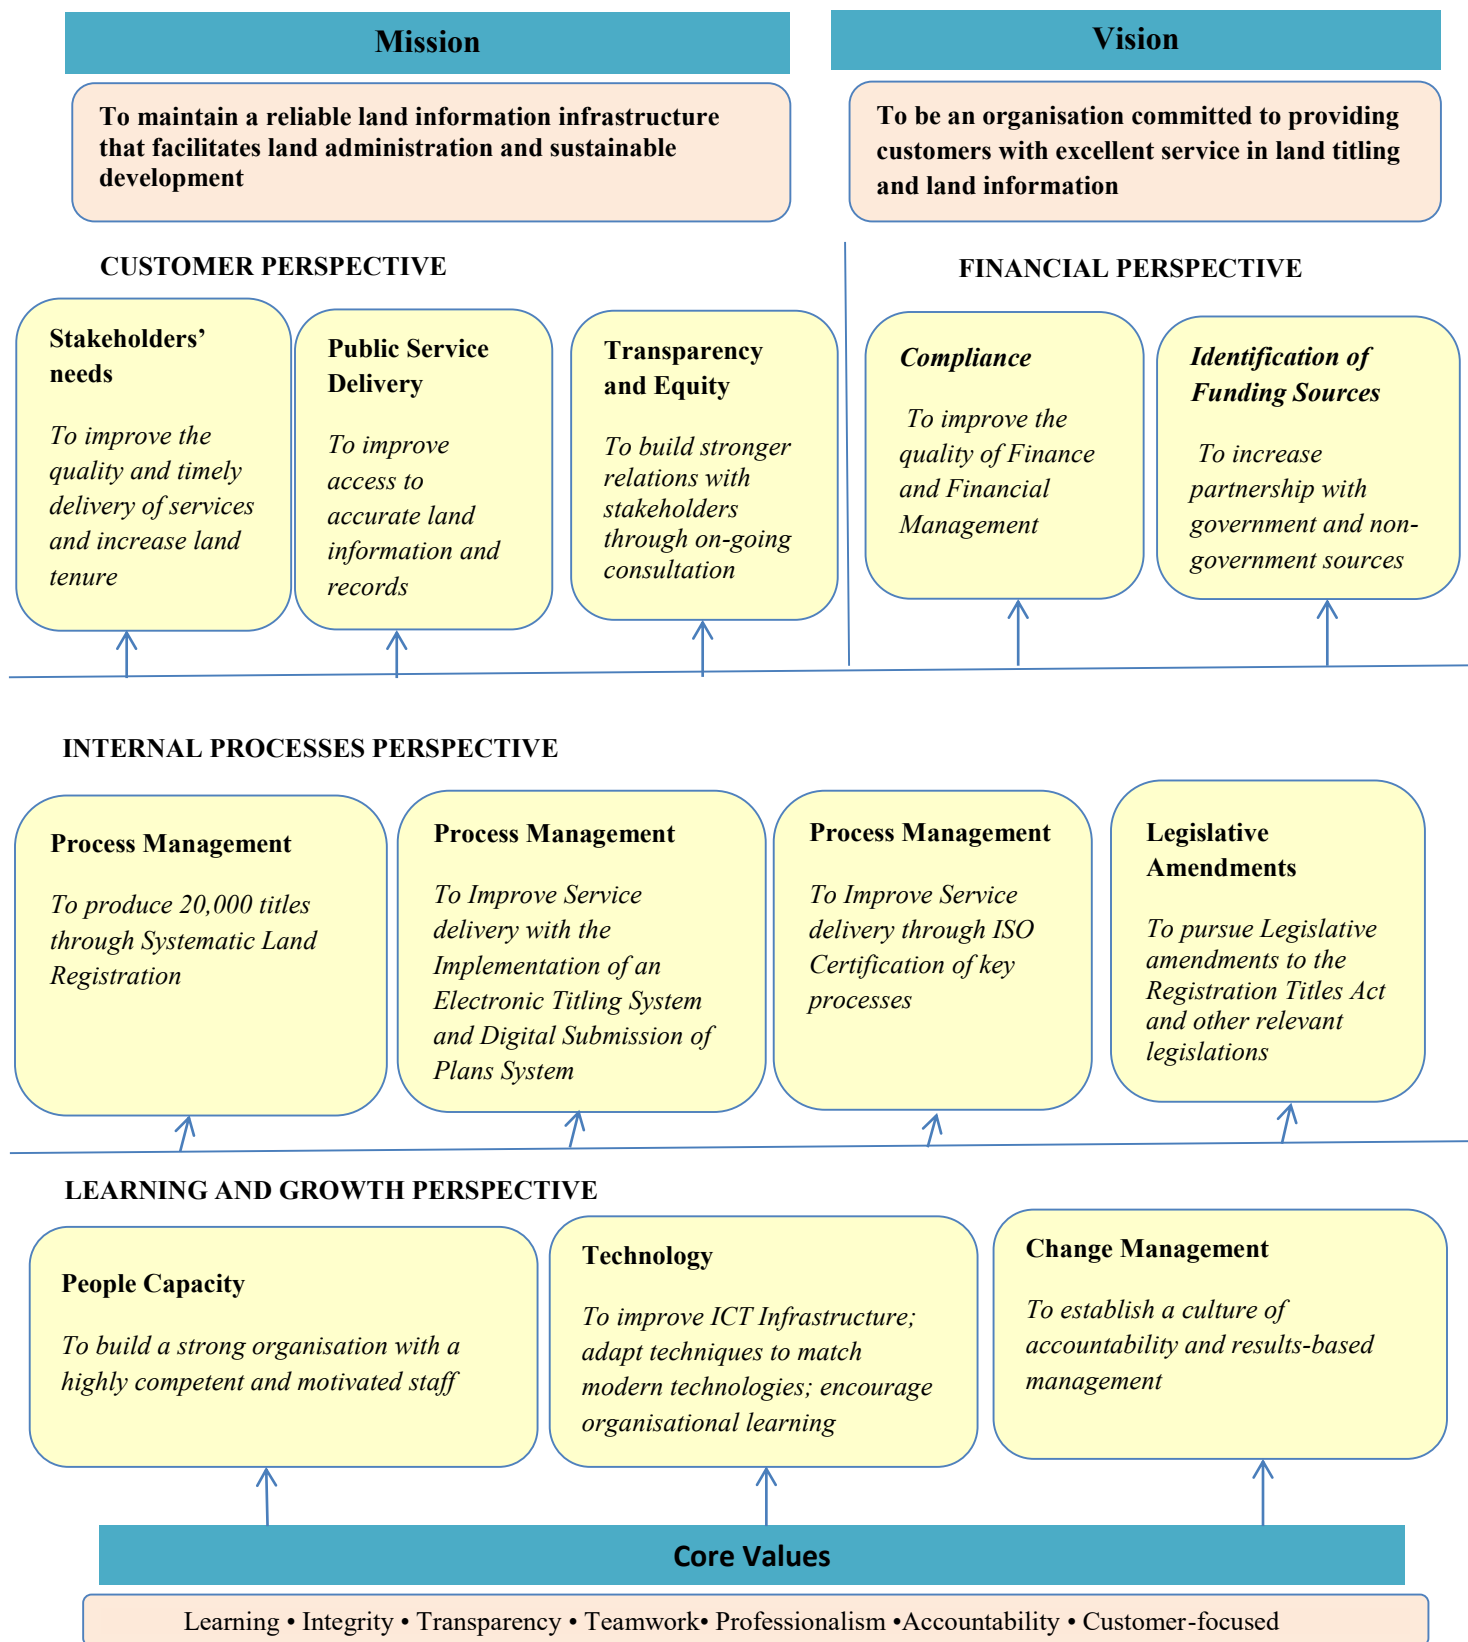 Mission
To maintain a reliable land information infrastructure
that facilitates land administration and sustainable
development
Vision
To be an organisation committed to providing
customers with excellent service in land titling
and land information
CUSTOMER PERSPECTIVE
Stakeholders’
needs
To improve the
quality and timely
delivery of services
and increase land
tenure
Public Service
Delivery
To improve
access to
accurate land
information and
records
Transparency
and Equity
To build stronger
relations with
stakeholders
through on-going
consultation
FINANCIAL PERSPECTIVE
Compliance
To improve the
quality of Finance
and Financial
Management
Identification of
Funding Sources
To increase
partnership with
government and non-
government sources
INTERNAL PROCESSES PERSPECTIVE
Process Management
To produce 20,000 titles
through Systematic Land
Registration
Process Management
To Improve Service
delivery with the
Implementation of an
Electronic Titling System
and Digital Submission of
Plans System
Process Management
To Improve Service
delivery through ISO
Certification of key
processes
Legislative
Amendments
To pursue Legislative
amendments to the
Registration Titles Act
and other relevant
legislations
LEARNING AND GROWTH PERSPECTIVE
People Capacity
To build a strong organisation with a
highly competent and motivated staff
Technology
To improve ICT Infrastructure;
adapt techniques to match
modern technologies; encourage
organisational learning
Change Management
To establish a culture of
accountability and results-based
management
Core Values
Learning • Integrity • Transparency • Teamwork• Professionalism •Accountability • Customer-focused